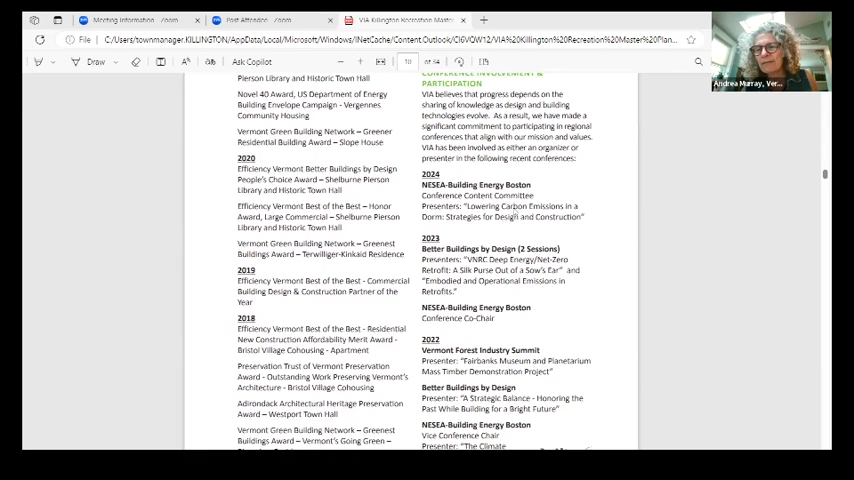 Meeting Information - Zoom
Post Attendee - Zoom
VIA Killington Recreation Master
File
C:/Users/townmanager.KILLINGTON/AppData/Local/Microsoft/Windows/INetCache/Content.Outlook/
Draw
Ask Copilot
10
of 34
Andrea Murray, Ver...
Pierson Library and Historic Town Hall
Novel 40 Award, US Department of Energy
Building Envelope Campaign - Vergennes
Community Housing
Vermont Green Building Network – Greener
Residential Building Award – Slope House
2020
Efficiency Vermont Better Buildings by Design
People's Choice Award – Shelburne Pierson
Library and Historic Town Hall
Efficiency Vermont Best of the Best - Honor
Award, Large Commercial – Shelburne Pierson
Library and Historic Town Hall
Vermont Green Building Network – Greenest
Buildings Award – Terwilliger-Kinkaid Residence
2019
Efficiency Vermont Best of the Best - Commercial
Building Design & Construction Partner of the
Year
2018
Efficiency Vermont Best of the Best - Residential
New Construction Affordability Merit Award -
Bristol Village Cohousing - Apartment
Preservation Trust of Vermont Preservation
Award - Outstanding Work Preserving Vermont's
Architecture - Bristol Village Cohousing
Adirondack Architectural Heritage Preservation
Award – Westport Town Hall
Vermont Green Building Network – Greenest
Buildings Award – Vermont's Going Green –
CONFERENCE INVOLVEMENT &
PARTICIPATION
VIA believes that progress depends on the
sharing of knowledge as design and building
technologies evolve. As a result, we have made a
significant commitment to participating in regional
conferences that align with our mission and values.
VIA has been involved as either an organizer or
presenter in the following recent conferences:
2024
NESEA-Building Energy Boston
Conference Content Committee
Presenters: "Lowering Carbon Emissions in a
Dorm: Strategies for Design and Construction"
2023
Better Buildings by Design (2 Sessions)
Presenters: "VNRC Deep Energy/Net-Zero
Retrofit: A Silk Purse Out of a Sow's Ear" and
"Embodied and Operational Emissions in
Retrofits."
NESEA-Building Energy Boston
Conference Co-Chair
2022
Vermont Forest Industry Summit
Presenter: "Fairbanks Museum and Planetarium
Mass Timber Demonstration Project"
Better Buildings by Design
Presenter: "A Strategic Balance - Honoring the
Past While Building for a Bright Future"
NESEA-Building Energy Boston
Vice Conference Chair
Presenter: "The Climate